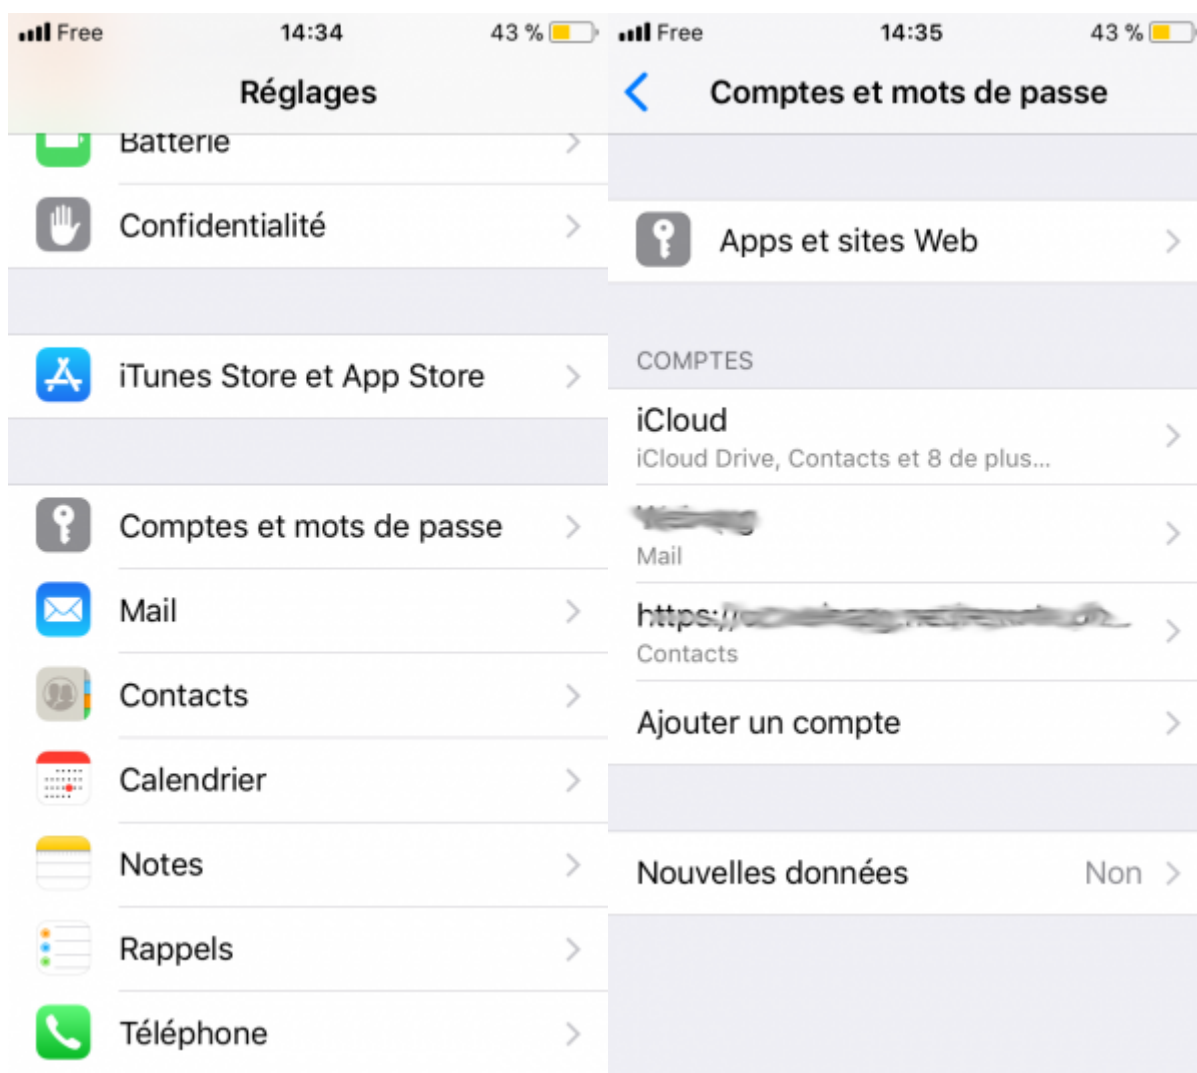 Free 14:34 43 %
Réglages
Batterie
Confidentialité
iTunes Store et App Store
Comptes et mots de passe
Mail
Contacts
Calendrier
Notes
Rappels
Téléphone
Free 14:35 43 %
Comptes et mots de passe
Apps et sites Web
COMPTES
iCloud
iCloud Drive, Contacts et 8 de plus...
Mail
https://
Contacts
Ajouter un compte
Nouvelles données Non